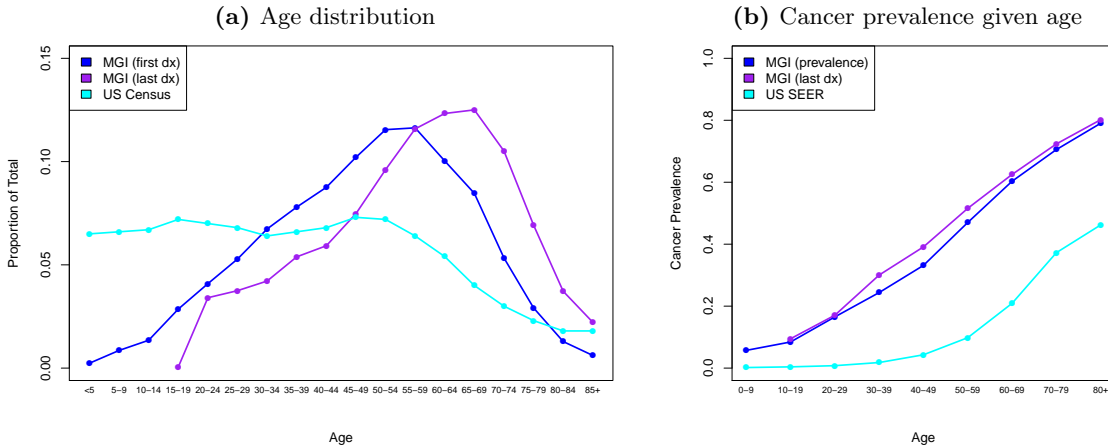 (a) Age distribution
0.15
0.10
0.05
0.00
Proportion of Total
MGI (first dx)
MGI (last dx)
US Census
<5 5−9 10−14 15−19 20−24 25−29 30−34 35−39 40−44 45−49 50−54 55−59 60−64 65−69 70−74 75−79 80−84 85+
Age
(b) Cancer prevalence given age
1.0
0.8
0.6
0.4
0.2
0.0
Cancer Prevalence
MGI (prevalence)
MGI (last dx)
US SEER
0−9 10−19 20−29 30−39 40−49 50−59 60−69 70−79 80+
Age